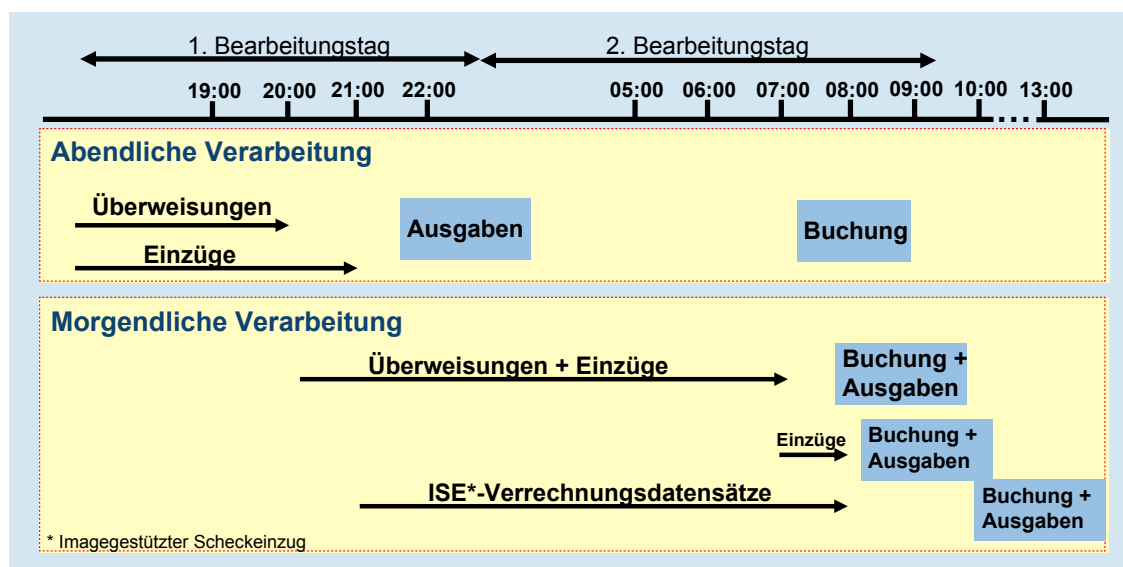 1. Bearbeitungstag 2. Bearbeitungstag
19:00 20:00 21:00 22:00 05:00 06:00 07:00 08:00 09:00 10:00 13:00
Abendliche Verarbeitung
Überweisungen
Ausgaben
Buchung
Einzüge
Morgendliche Verarbeitung
Überweisungen + Einzüge
Buchung +
Ausgaben
Einzüge
Buchung +
Ausgaben
ISE*-Verrechnungsdatensätze
Buchung +
Ausgaben
* Imagegestützter Scheckeinzug